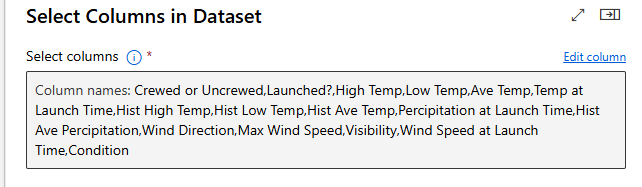 Select Columns in Dataset
Select columns * Edit column
Column names: Crewed or Uncrewed,Launched?,High Temp,Low Temp,Ave Temp,Temp at
Launch Time,Hist High Temp,Hist Low Temp,Hist Ave Temp,Percipitation at Launch Time,Hist
Ave Percipitation,Wind Direction,Max Wind Speed,Visibility,Wind Speed at Launch
Time,Condition